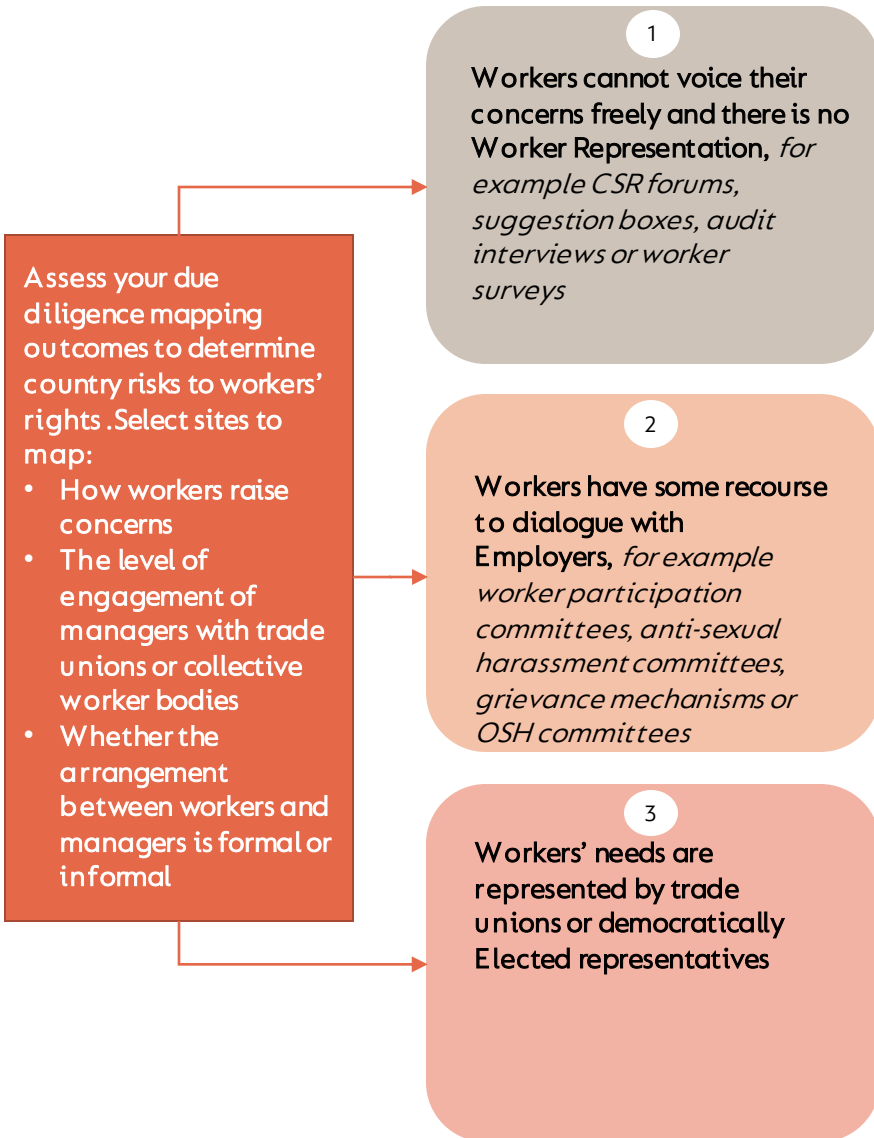 Assess your due
diligence mapping
outcomes to determine
country risks to workers’
rights .Select sites to
map:
• How workers raise
concerns
• The level of
engagement of
managers with trade
unions or collective
worker bodies
• Whether the
arrangement
between workers and
managers is formal or
informal
1
Workers cannot voice their
concerns freely and there is no
Worker Representation, for
example CSR forums,
suggestion boxes, audit
interviews or worker
surveys
2
Workers have some recourse
to dialogue with
Employers, for example
worker participation
committees, anti-sexual
harassment committees,
grievance mechanisms or
OSH committees
3
Workers’ needs are
represented by trade
unions or democratically
Elected representatives